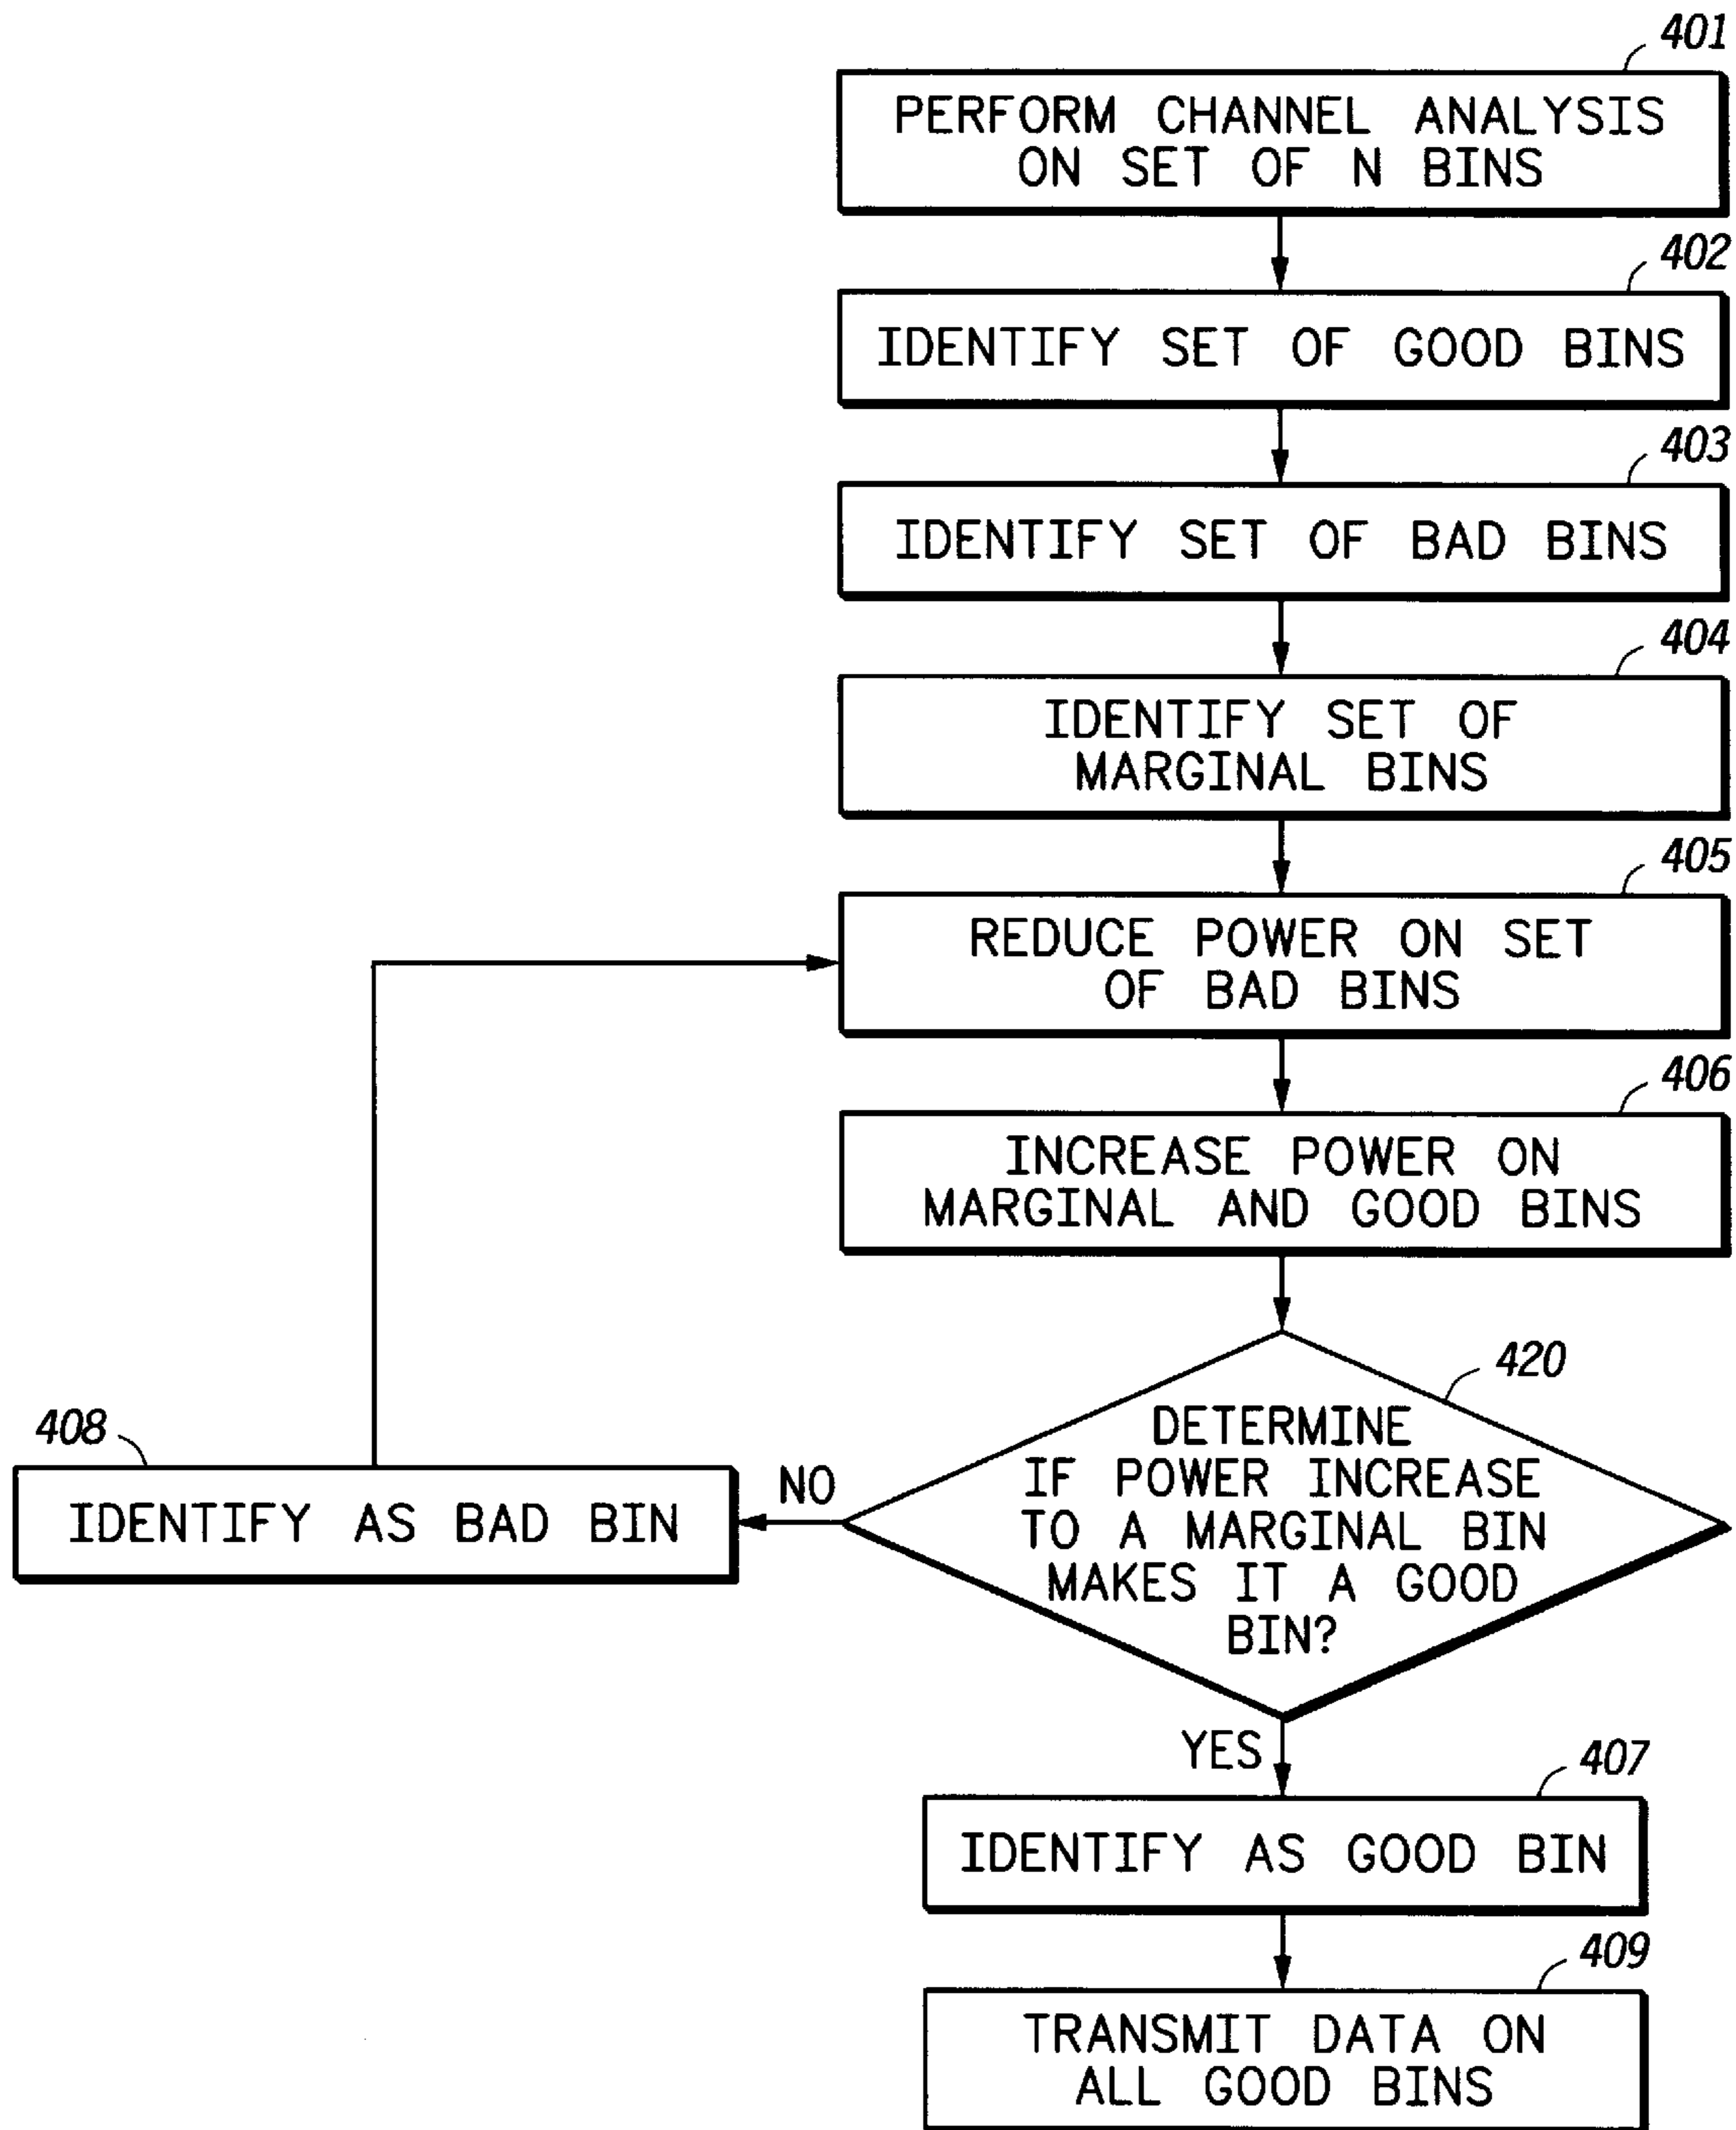 401
PERFORM CHANNEL ANALYSIS
ON SET OF N BINS
402
IDENTIFY SET OF GOOD BINS
403
IDENTIFY SET OF BAD BINS
404
IDENTIFY SET OF
MARGINAL BINS
405
REDUCE POWER ON SET
OF BAD BINS
406
INCREASE POWER ON
MARGINAL AND GOOD BINS
420
DETERMINE
IF POWER INCREASE
TO A MARGINAL BIN
MAKES IT A GOOD
BIN?
NO
408
IDENTIFY AS BAD BIN
YES
407
IDENTIFY AS GOOD BIN
409
TRANSMIT DATA ON
ALL GOOD BINS